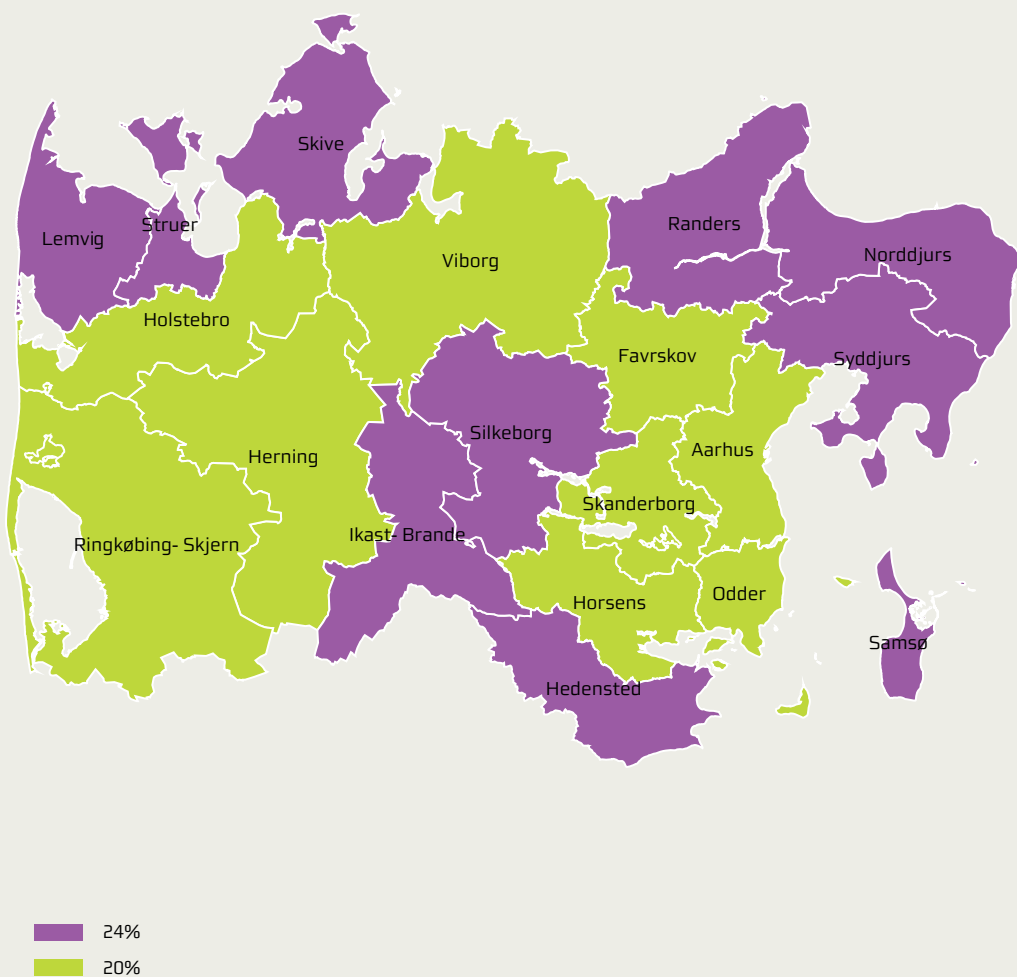 Skive
Struer
Randers
Lemvig
Norddjurs
Viborg
Holstebro
Favrskov
Syddjurs
Silkeborg
Aarhus
Herning
Skanderborg
Ikast- Brande
Ringkøbing- Skjern
Odder
Horsens
Samsø
Hedensted
24%
20%